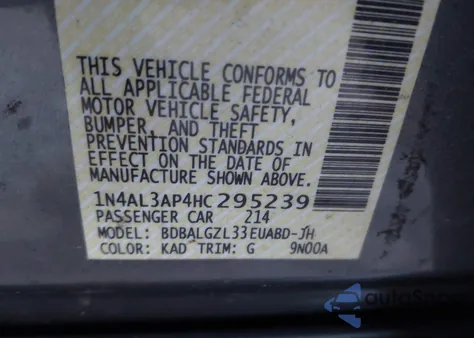 THIS VEHICLE CONFORMS TO
ALL APPLICABLE FEDERAL
MOTOR VEHICLE SAFETY,
BUMPER, AND THEFT
PREVENTION STANDARDS IN
EFFECT ON THE DATE OF
MANUFACTURE SHOWN ABOVE.
1N4AL3AP4HC295239
PASSENGER CAR 214
MODEL: BDBALGZL33EUABD-JH
COLOR: KAD TRIM: G 9N00A